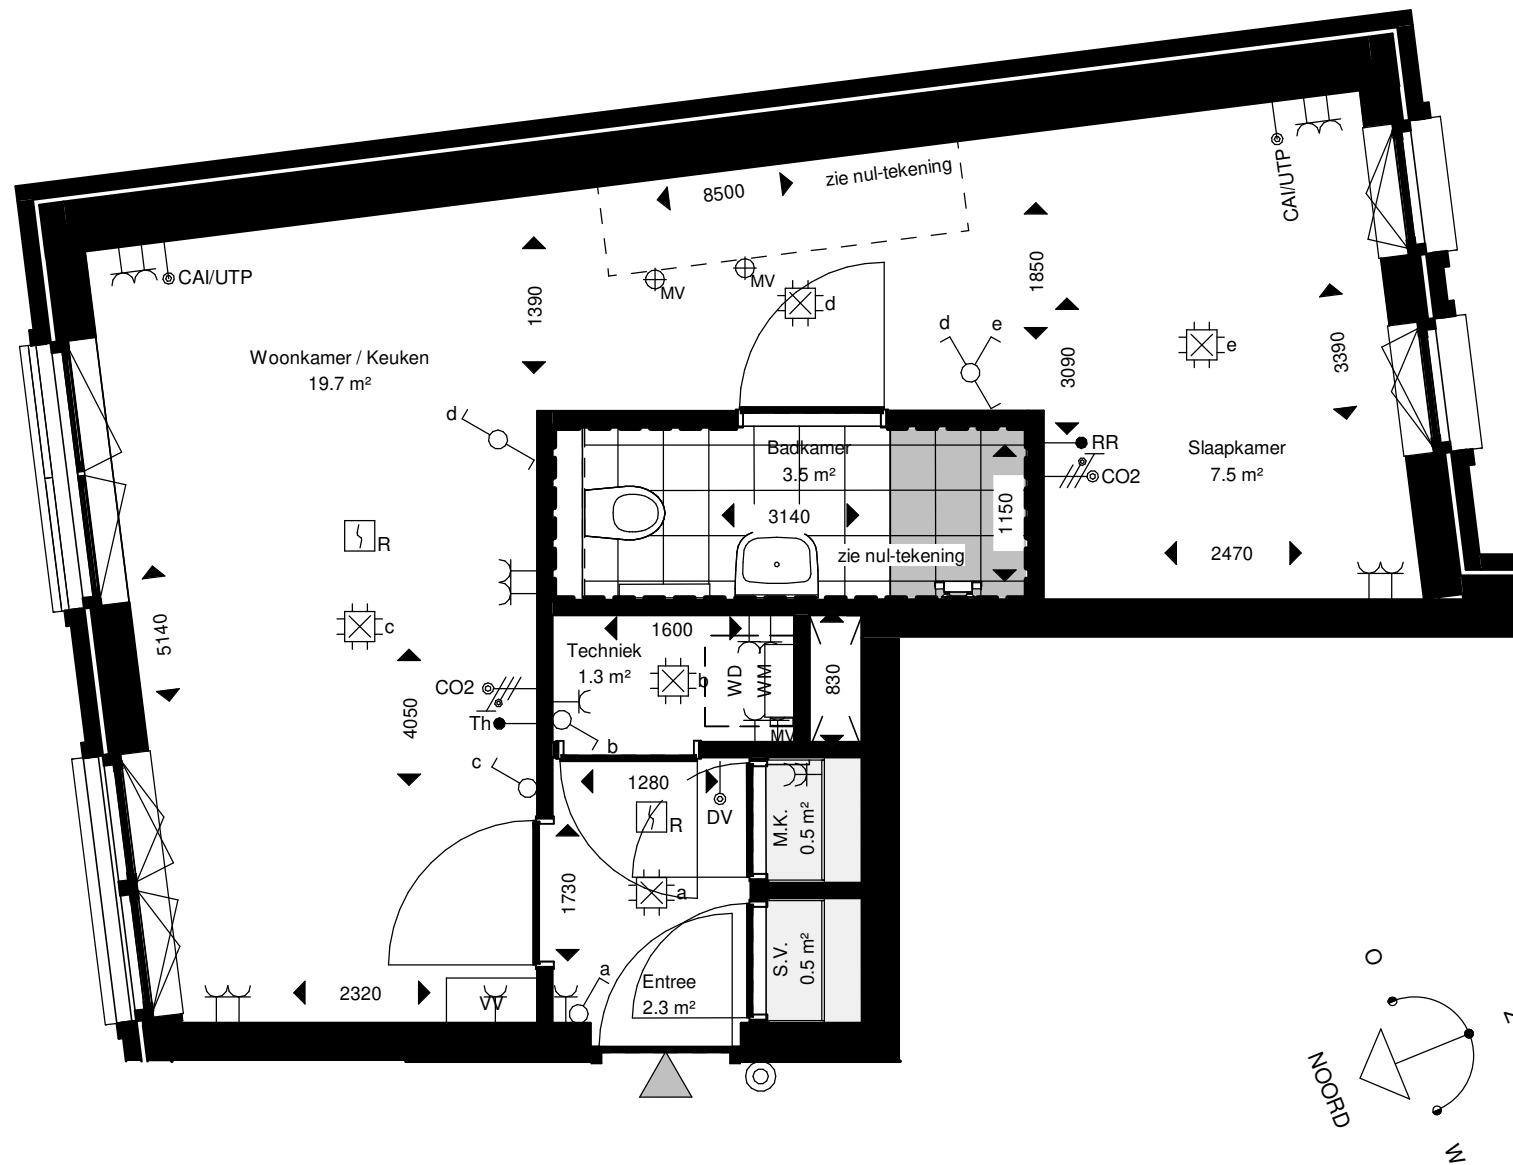 8500
zie nul-tekening
CAI/UTP
CAI/UTP
MV
MV
1390
1850
d
d
e
e
3090
3390
Woonkamer / Keuken
19.7 m²
d
Badkamer
3.5 m²
RR
CO2
Slaapkamer
7.5 m²
3140
1150
zie nul-tekening
2470
R
c
5140
1600
Techniek
1.3 m²
b
WD
WM
830
CO2
Th
4050
b
MV
c
1280
R
DV
M.K.
0.5 m²
1730
a
a
Entree
2.3 m²
S.V.
0.5 m²
2320
VV
O
Z
NOORD
W